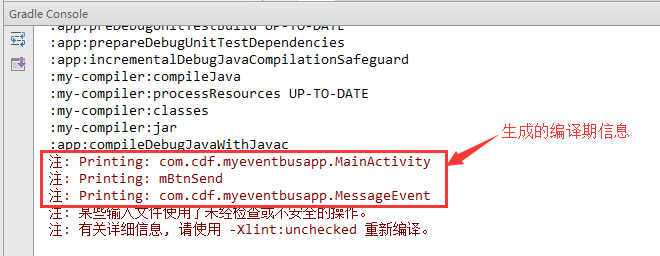 Gradle Console
:app:preDebugUnitTestBuild UP-TO-DATE
:app:prepareDebugUnitTestDependencies
:app:incrementalDebugJavaCompilationSafeguard
:my-compiler:compileJava
:my-compiler:processResources UP-TO-DATE
:my-compiler:classes
:my-compiler:jar
:app:compileDebugJavaWithJavac
生成的编译期信息
注: Printing: com.cdf.myeventbusapp.MainActivity
注: Printing: mBtnSend
注: Printing: com.cdf.myeventbusapp.MessageEvent
注: 某些输入文件使用了未经检查或不安全的操作。
注: 有关详细信息, 请使用 -Xlint:unchecked 重新编译。